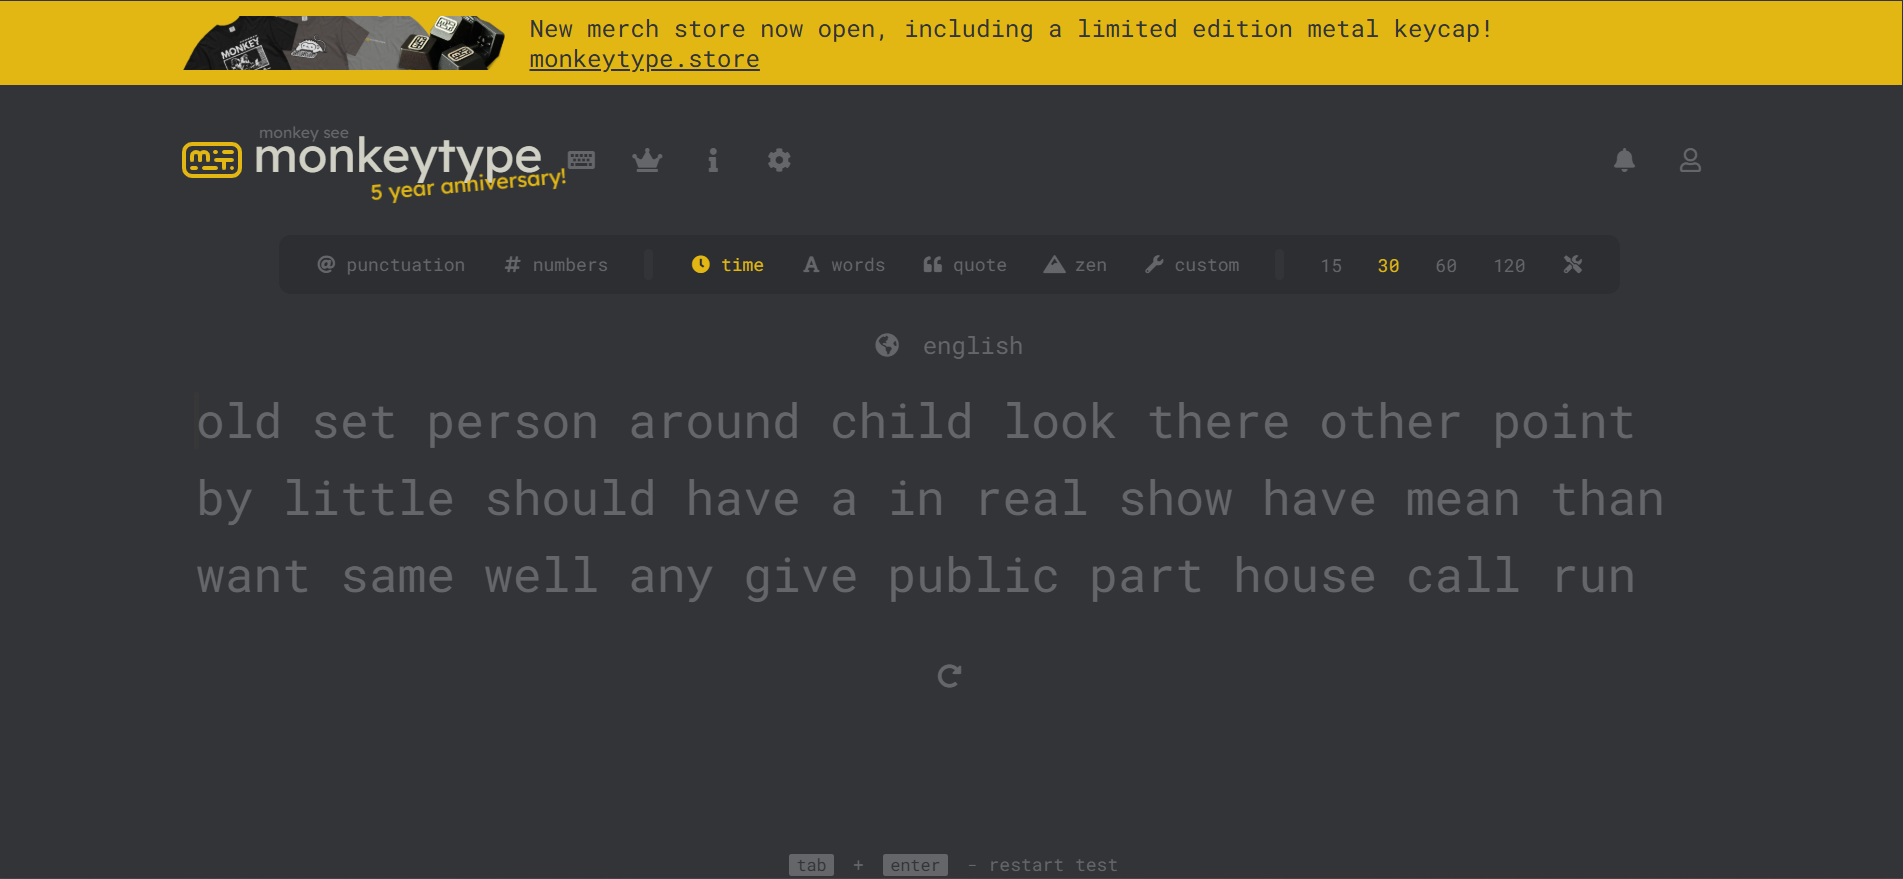 New merch store now open, including a limited edition metal keycap!
monkeytype.store
MONKEY
monkey see
monkeytype
5 year anniversary!
punctuation numbers time words quote zen custom 15 30 60 120
english
old set person around child look there other point
by little should have a in real show have mean than
want same well any give public part house call run
tab + enter - restart test